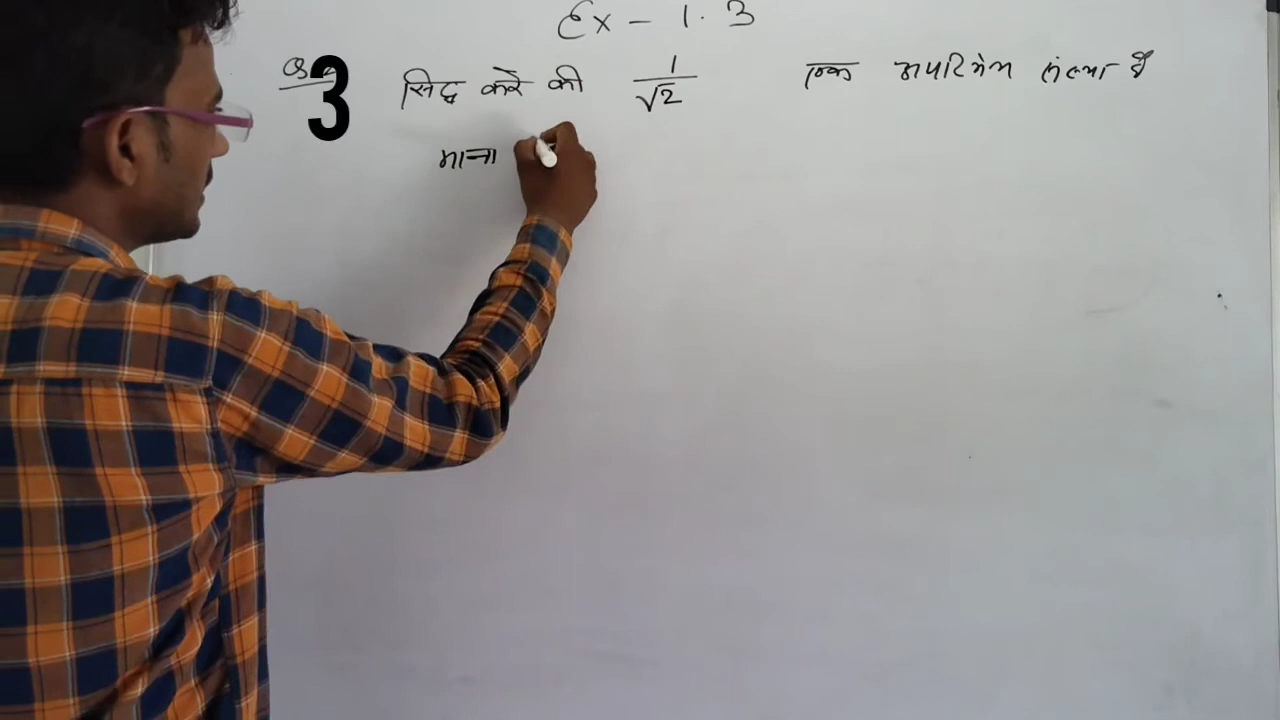 Ex - 1.3
3 सिद्ध करे की 1/√2 एक अपरिमेय संख्या है
माना